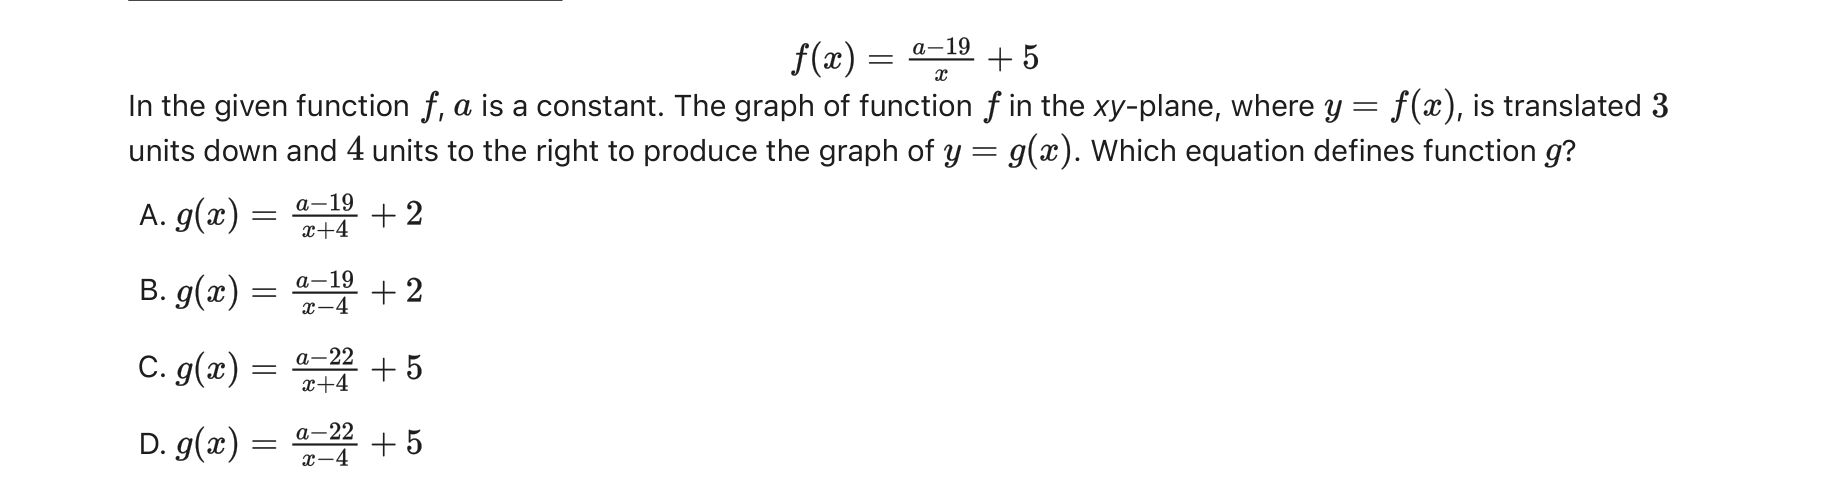 f(x) = \frac{a-19}{x} + 5
In the given function f, a is a constant. The graph of function f in the xy-plane, where y = f(x), is translated 3
units down and 4 units to the right to produce the graph of y = g(x). Which equation defines function g?
A. g(x) = \frac{a-19}{x+4} + 2
B. g(x) = \frac{a-19}{x-4} + 2
C. g(x) = \frac{a-22}{x+4} + 5
D. g(x) = \frac{a-22}{x-4} + 5